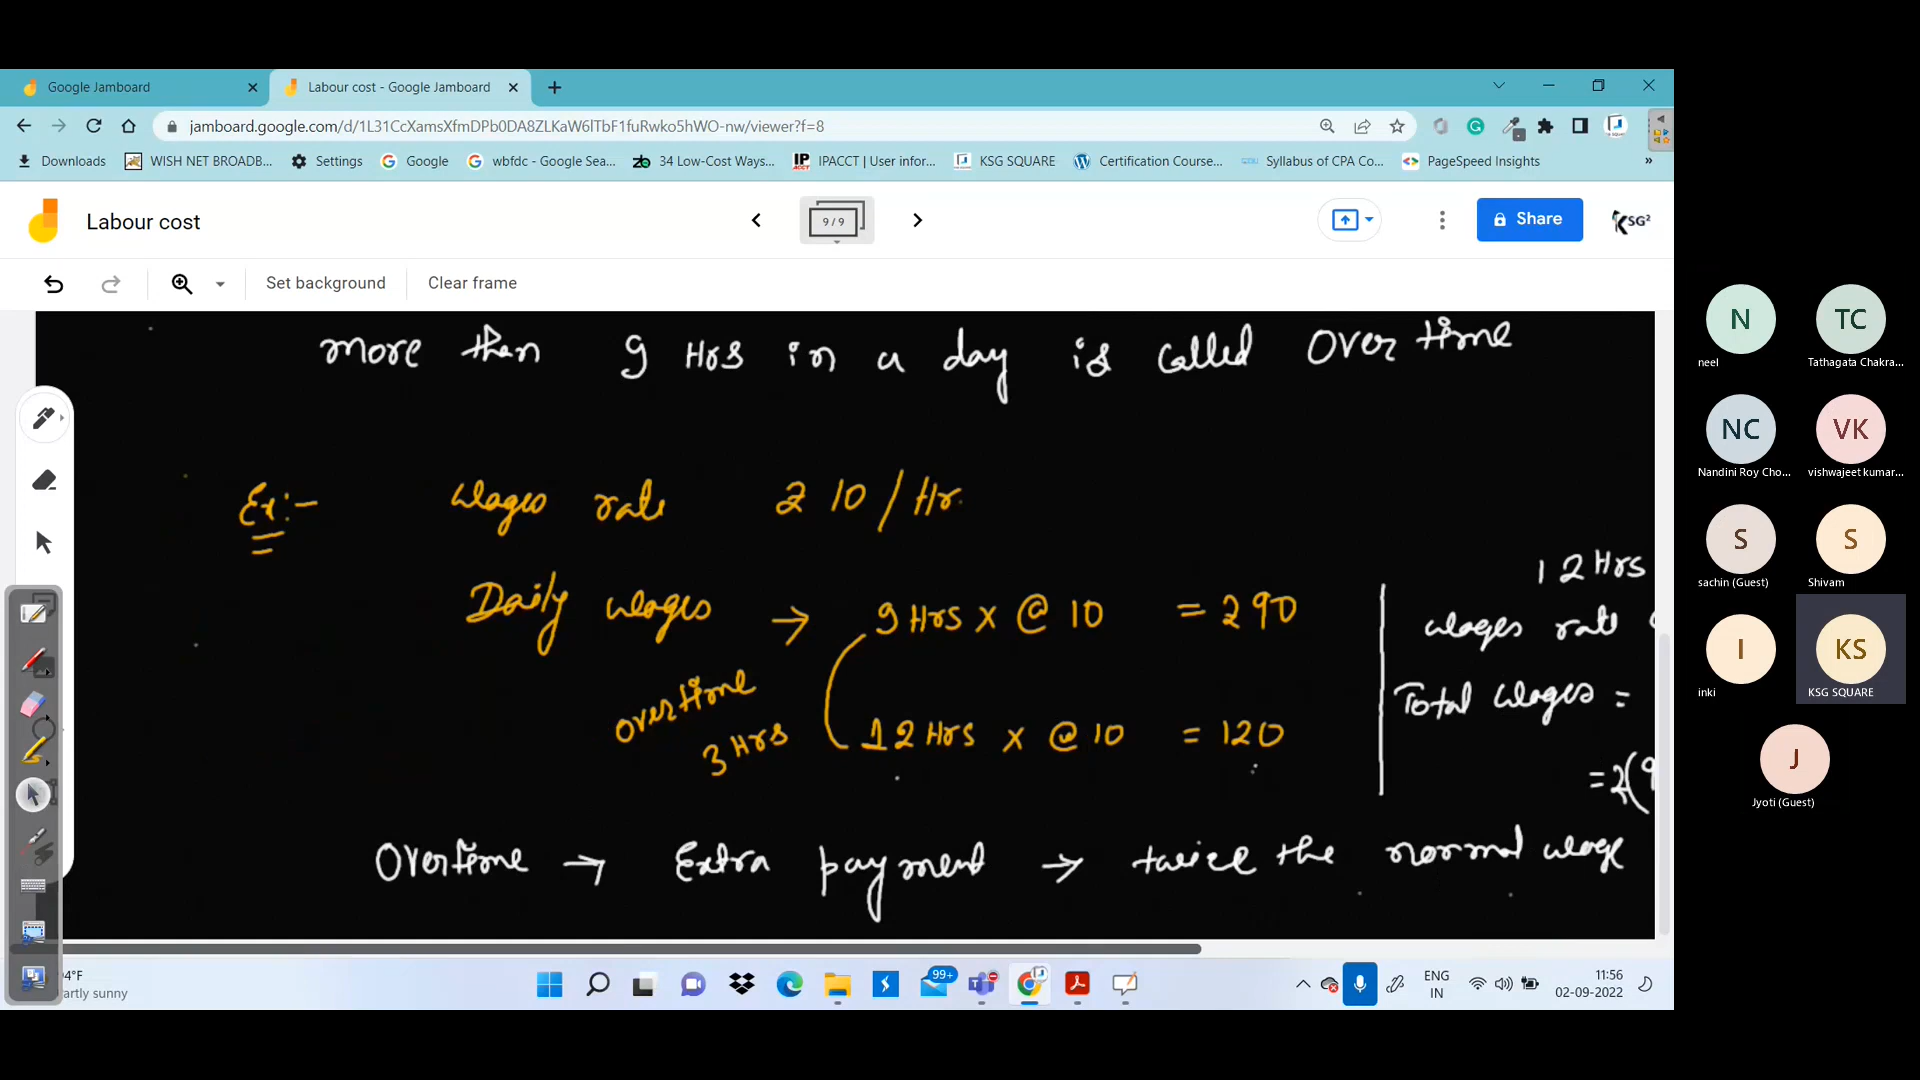 Google Jamboard
Labour cost - Google Jamboard
jamboard.google.com/d/1L31CcXamsXfmDPb0DA8ZLKaW6lTbF1fuRwko5hWO-nw/viewer?f=8
Downloads WISH NET BROADB... Settings Google wbfdc - Google Sea... 34 Low-Cost Ways... IPACCT | User infor... KSG SQUARE Certification Course... Syllabus of CPA Co... PageSpeed Insights »
Labour cost
9 / 9
Share
KSG²
Set background Clear frame
more then 9 Hrs in a day is called Over time
Ex:- wages rate 2 10 / Hr.
Daily wages → 9 Hrs x @ 10 = 290
overtime 3 Hrs
12 Hrs x @ 10 = 120
12 Hrs
wages rate
Total wages =
= 2(9
Overtime → Extra payment → twice the normal wage
N
neel
TC
Tathagata Chakra...
NC
Nandini Roy Cho...
VK
vishwajeet kumar...
S
sachin (Guest)
S
Shivam
I
inki
KS
KSG SQUARE
J
Jyoti (Guest)
94°F
artly sunny
99+
ENG
IN
11:56
02-09-2022